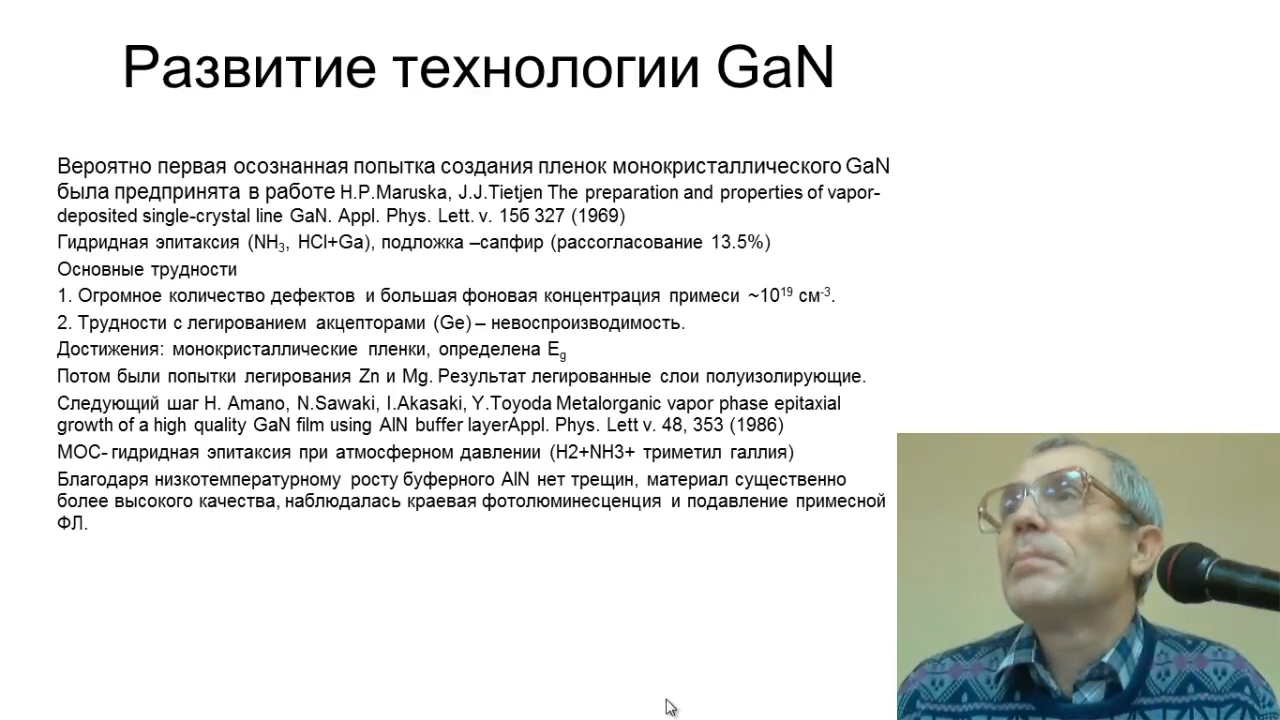 Развитие технологии GaN
Вероятно первая осознанная попытка создания пленок монокристаллического GaN
была предпринята в работе H.P.Maruska, J.J.Tietjen The preparation and properties of vapor-
deposited single-crystal line GaN. Appl. Phys. Lett. v. 15б 327 (1969)
Гидридная эпитаксия (NH3, HCl+Ga), подложка –сапфир (рассогласование 13.5%)
Основные трудности
1. Огромное количество дефектов и большая фоновая концентрация примеси ~10^19 см^-3.
2. Трудности с легированием акцепторами (Ge) – невоспроизводимость.
Достижения: монокристаллические пленки, определена Eg
Потом были попытки легирования Zn и Mg. Результат легированные слои полуизолирующие.
Следующий шаг H. Amano, N.Sawaki, I.Akasaki, Y.Toyoda Metalorganic vapor phase epitaxial
growth of a high quality GaN film using AlN buffer layerAppl. Phys. Lett v. 48, 353 (1986)
МОС- гидридная эпитаксия при атмосферном давлении (H2+NH3+ триметил галлия)
Благодаря низкотемпературному росту буферного AlN нет трещин, материал существенно
более высокого качества, наблюдалась краевая фотолюминесценция и подавление примесной
ФЛ.